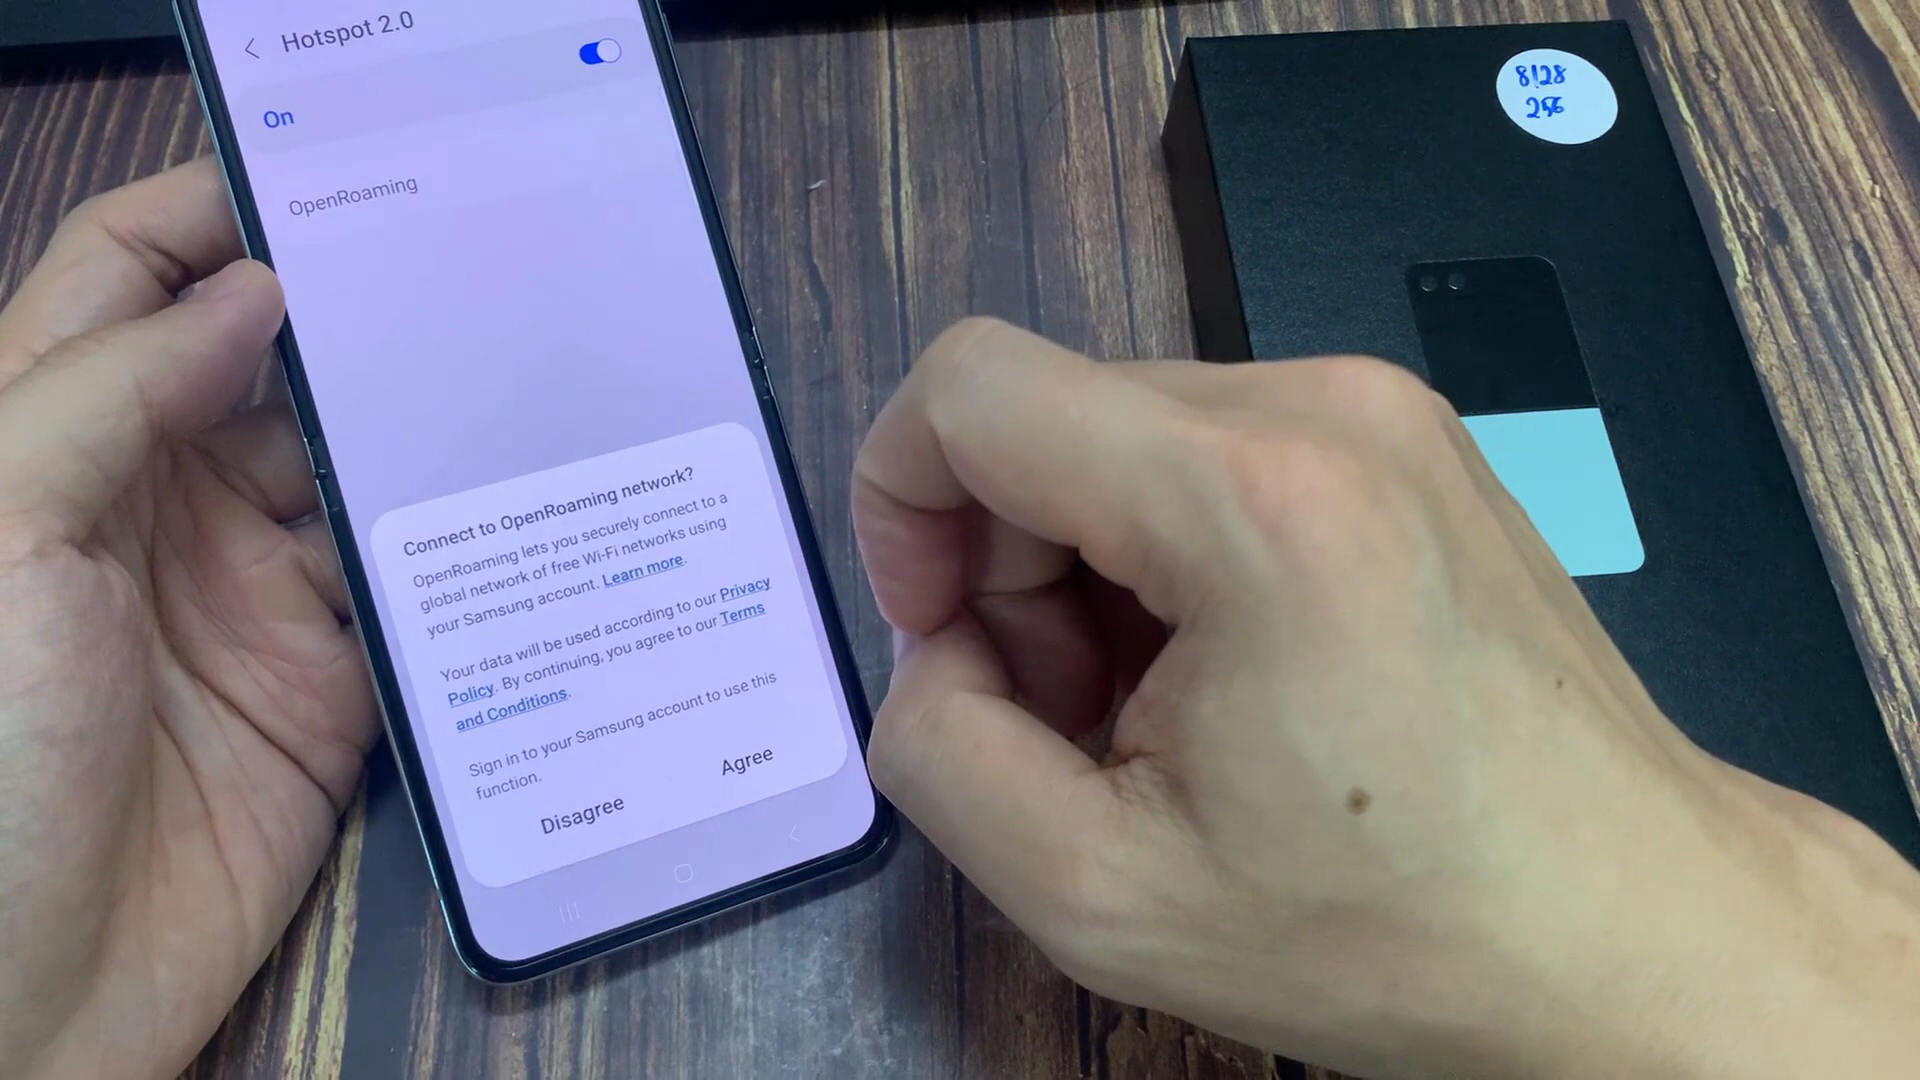 Hotspot 2.0
On
OpenRoaming
Connect to OpenRoaming network?
OpenRoaming lets you securely connect to a
global network of free Wi-Fi networks using
your Samsung account. Learn more.
Your data will be used according to our Privacy
Policy. By continuing, you agree to our Terms
and Conditions.
Sign in to your Samsung account to use this
function.
Disagree
Agree
8/128
256